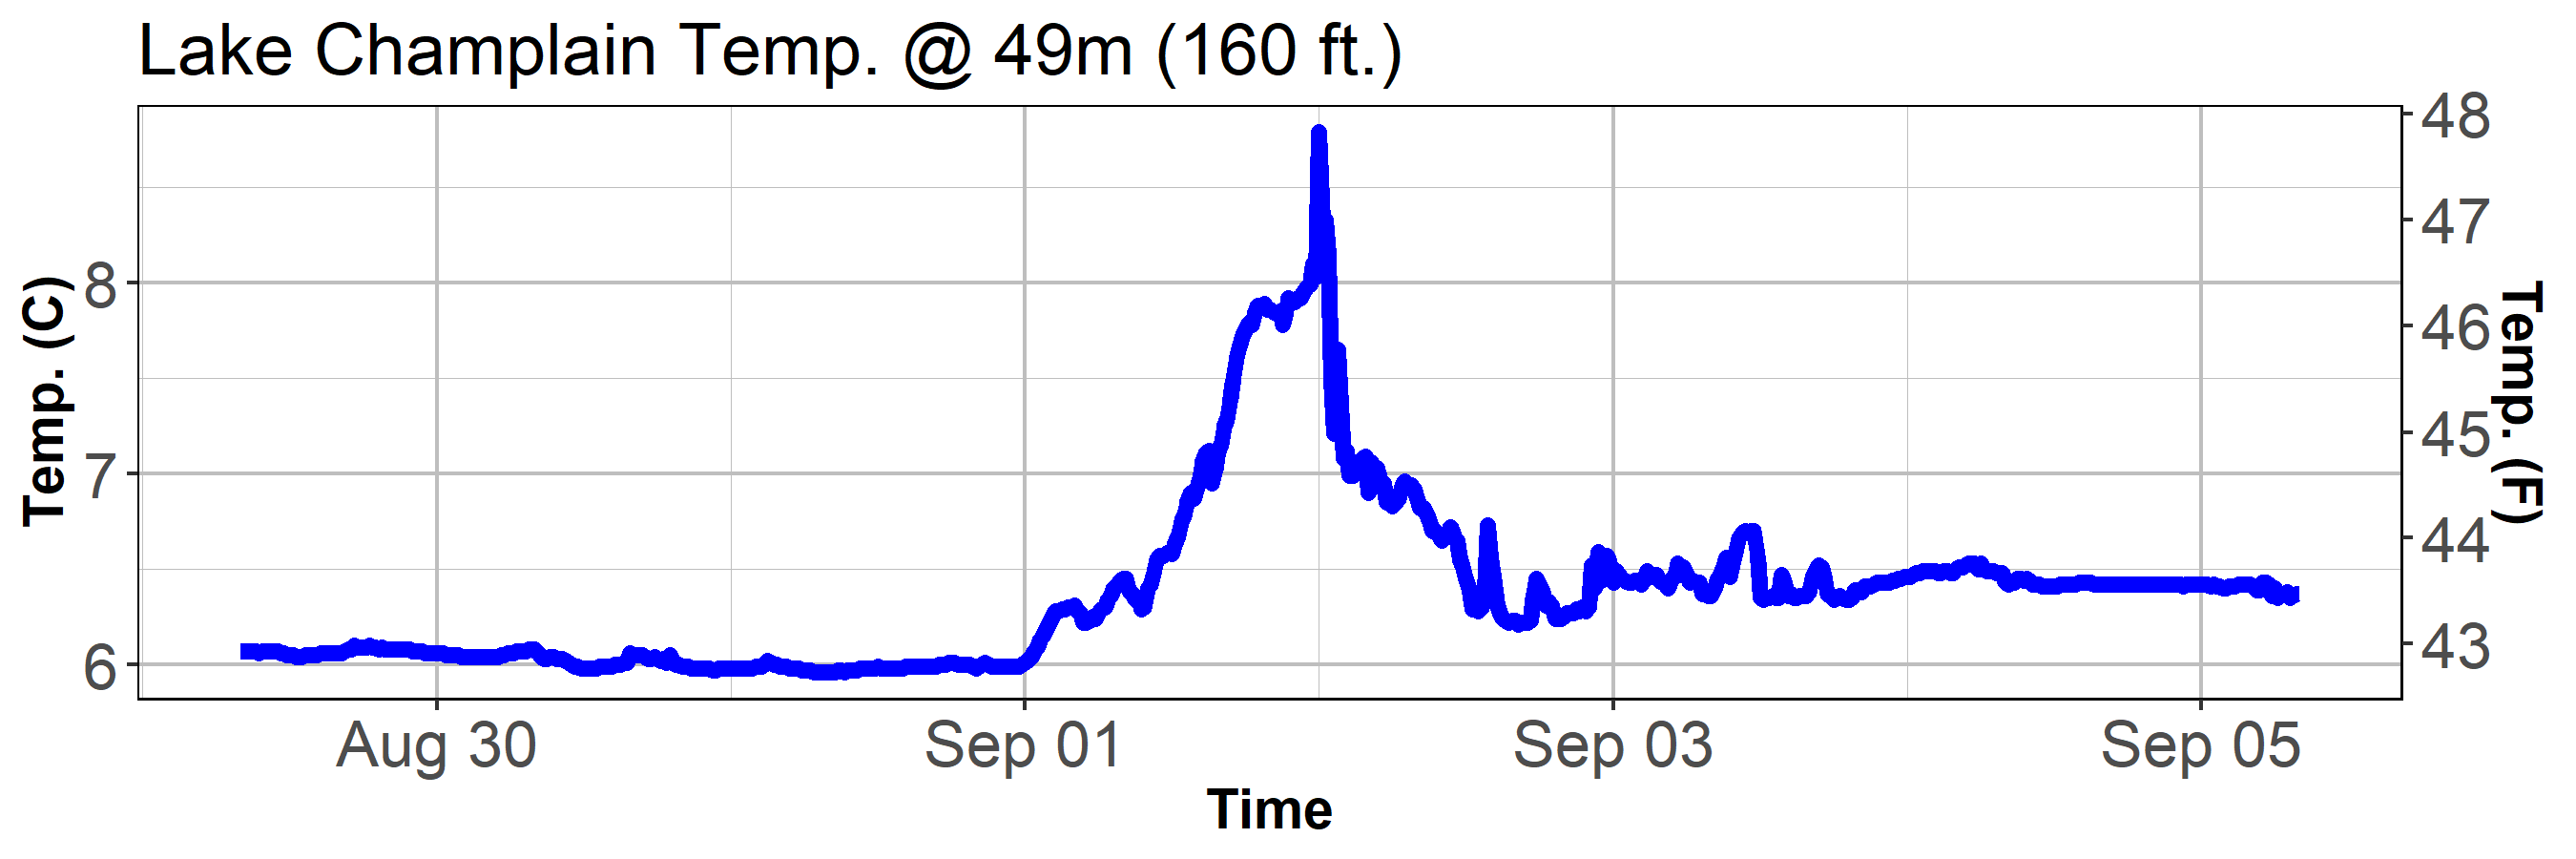 Lake Champlain Temp. @ 49m (160 ft.)
Temp. (C)
8
7
6
48
47
46
45
44
43
Temp. (F)
Aug 30
Sep 01
Sep 03
Sep 05
Time